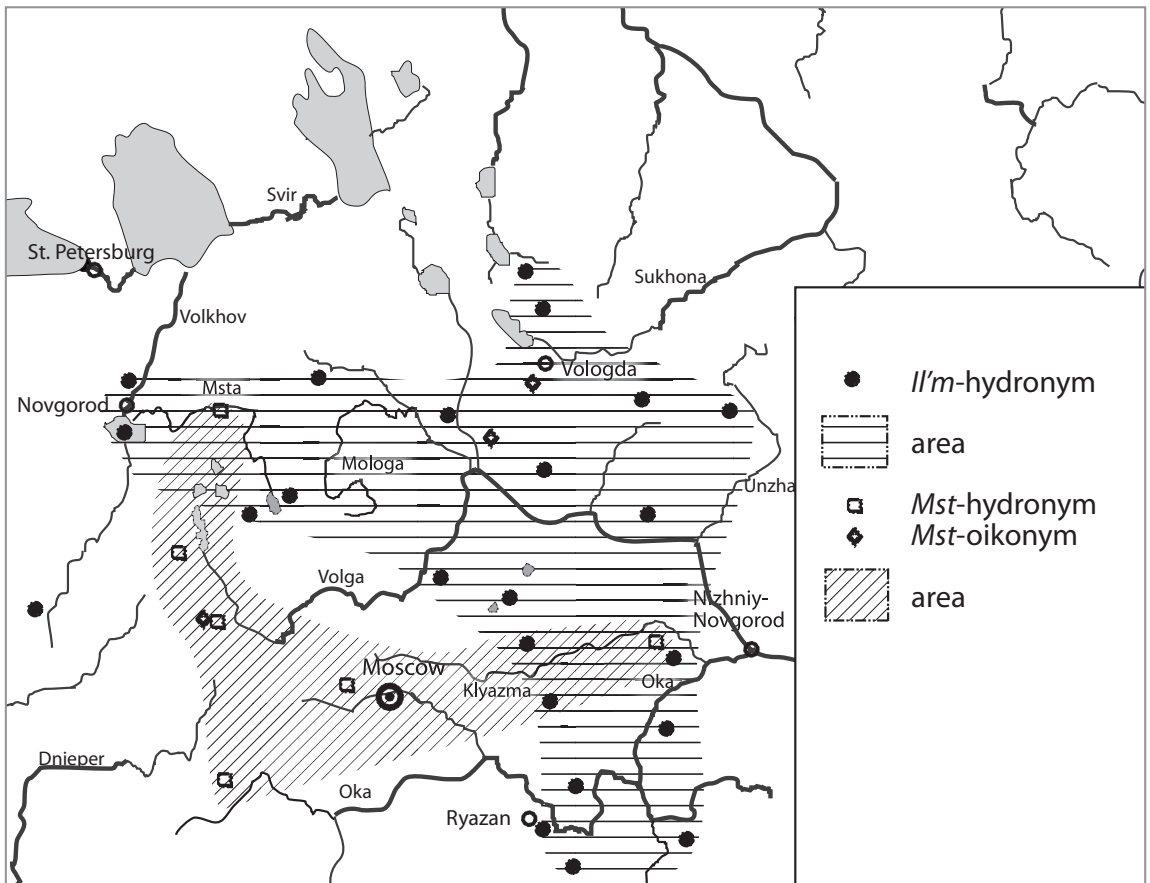 Svir
St. Petersburg
Sukhona
Volkhov
Vologda
Msta
Novgorod
Mologa
Unzha
Volga
Nizhniy-
Novgorod
Moscow
Klyazma
Oka
Dnieper
Oka
Ryazan
Il'm-hydronym
area
Mst-hydronym
Mst-oikonym
area